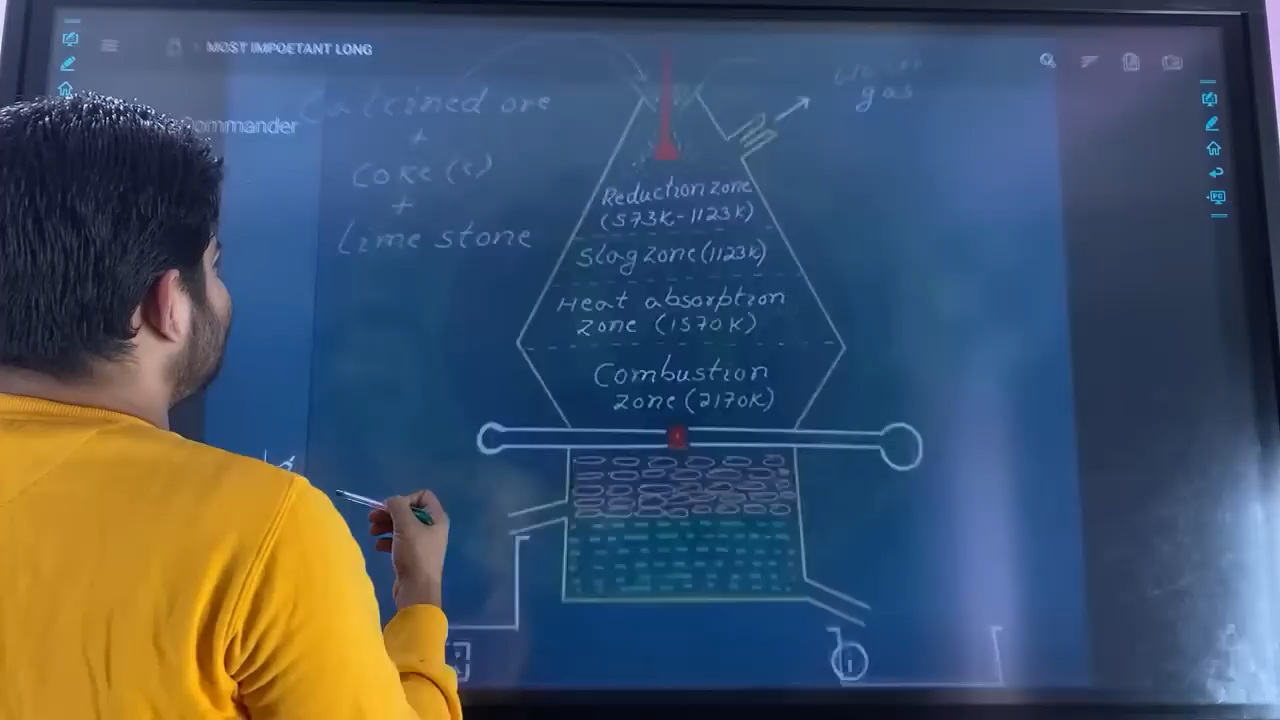 MOST IMPOETANT LONG
Commander
Calcined ore
+
Coke (c)
+
Lime stone
gas
Reduction zone
(573K-1123K)
Slag zone (1123K)
Heat absorption
zone (1570K)
Combustion
zone (2170K)